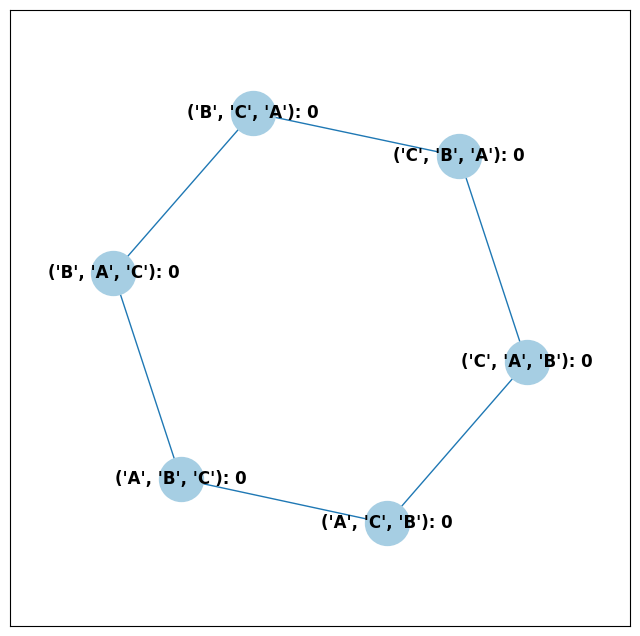 ('B', 'C', 'A'): 0
('C', 'B', 'A'): 0
('B', 'A', 'C'): 0
('C', 'A', 'B'): 0
('A', 'B', 'C'): 0
('A', 'C', 'B'): 0